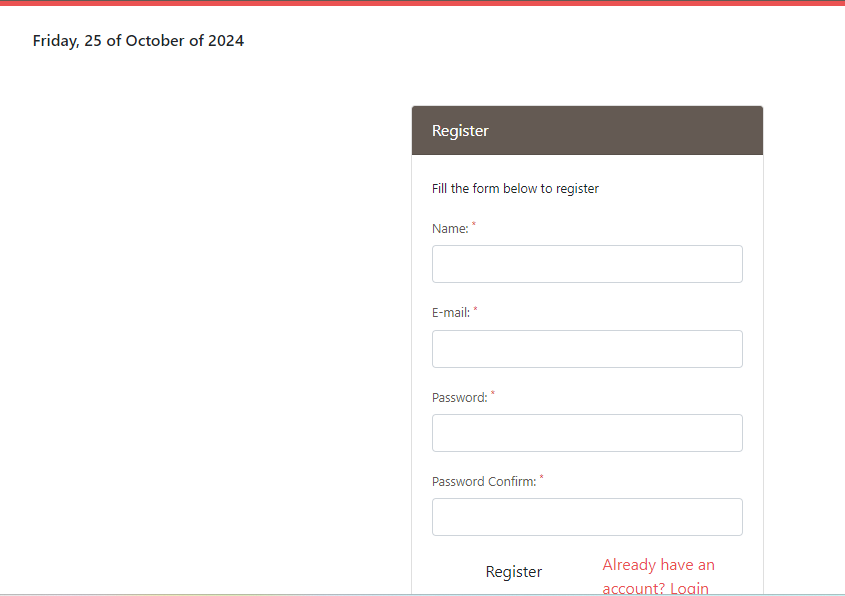 Friday, 25 of October of 2024
Register
Fill the form below to register
Name: *
E-mail: *
Password: *
Password Confirm: *
Register
Already have an
account? Login